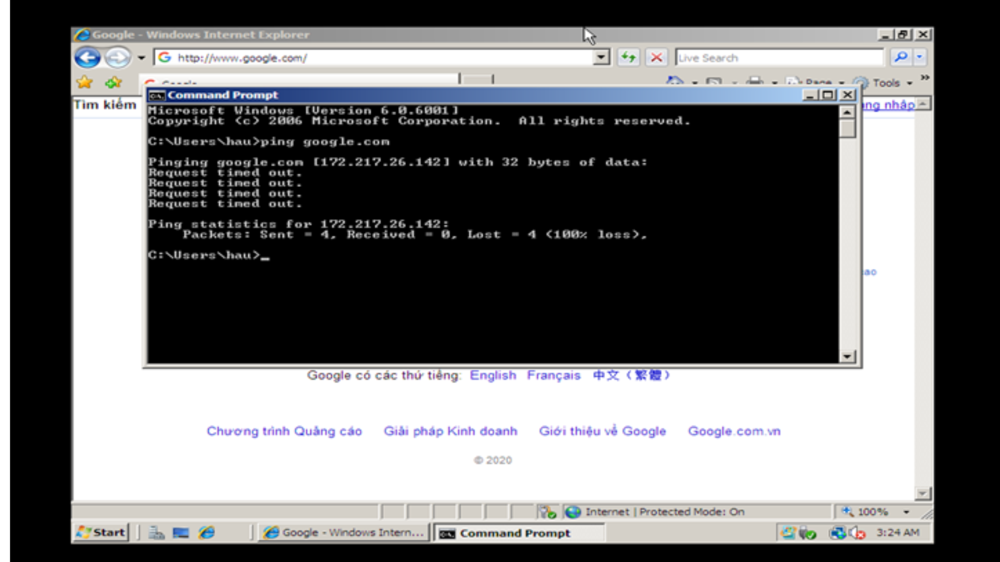 Google - Windows Internet Explorer
http://www.google.com/
Live Search
Google
Page
Tools
Tìm kiếm
Command Prompt
Microsoft Windows [Version 6.0.6001]
Copyright (c) 2006 Microsoft Corporation.  All rights reserved.
C:\Users\hau>ping google.com
Pinging google.com [172.217.26.142] with 32 bytes of data:
Request timed out.
Request timed out.
Request timed out.
Request timed out.
Ping statistics for 172.217.26.142:
    Packets: Sent = 4, Received = 0, Lost = 4 (100% loss),
C:\Users\hau>_
Google có các thứ tiếng: English Français 中文（繁體）
Chương trình Quảng cáo Giải pháp Kinh doanh Giới thiệu về Google Google.com.vn
© 2020
Internet | Protected Mode: On
100%
Start
Google - Windows Intern...
Command Prompt
3:24 AM